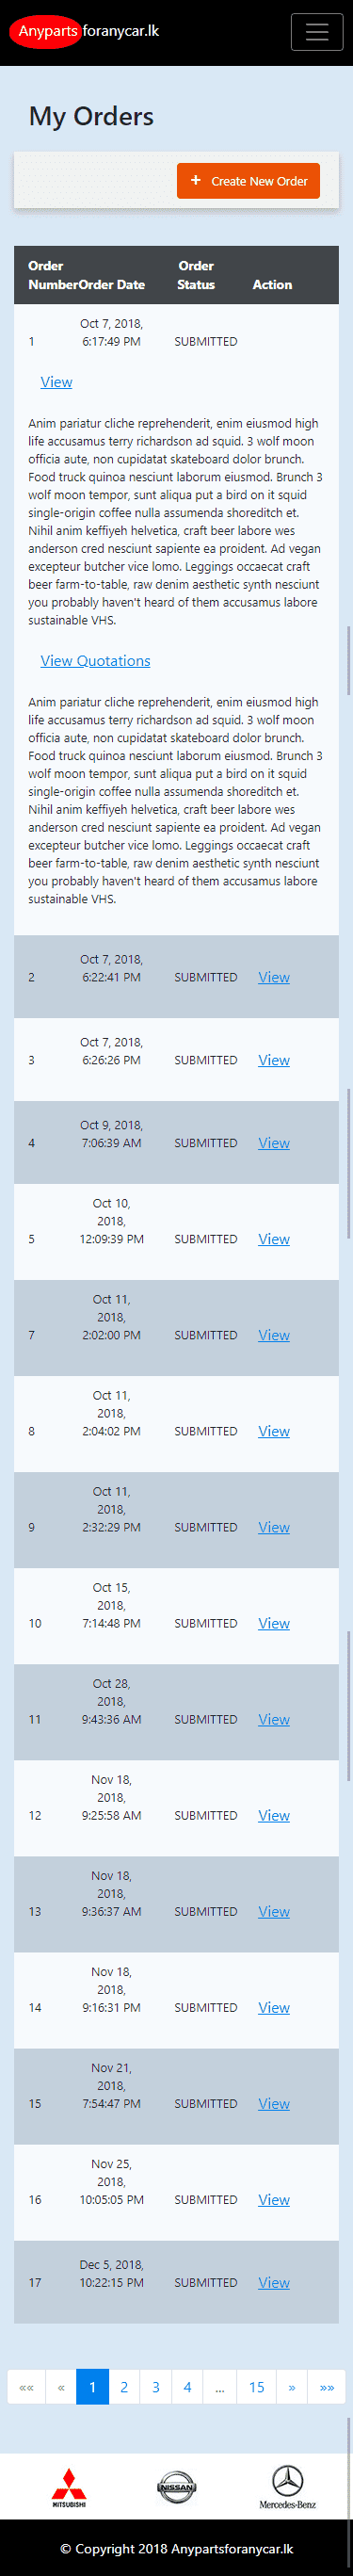 Anyparts foranycar.lk
My Orders
+ Create New Order
Order Number Order Date Order Status Action
1 Oct 7, 2018, 6:17:49 PM SUBMITTED
View
Anim pariatur cliche reprehenderit, enim eiusmod high
life accusamus terry richardson ad squid. 3 wolf moon
officia aute, non cupidatat skateboard dolor brunch.
Food truck quinoa nesciunt laborum eiusmod. Brunch 3
wolf moon tempor, sunt aliqua put a bird on it squid
single-origin coffee nulla assumenda shoreditch et.
Nihil anim keffiyeh helvetica, craft beer labore wes
anderson cred nesciunt sapiente ea proident. Ad vegan
excepteur butcher vice lomo. Leggings occaecat craft
beer farm-to-table, raw denim aesthetic synth nesciunt
you probably haven't heard of them accusamus labore
sustainable VHS.
View Quotations
Anim pariatur cliche reprehenderit, enim eiusmod high
life accusamus terry richardson ad squid. 3 wolf moon
officia aute, non cupidatat skateboard dolor brunch.
Food truck quinoa nesciunt laborum eiusmod. Brunch 3
wolf moon tempor, sunt aliqua put a bird on it squid
single-origin coffee nulla assumenda shoreditch et.
Nihil anim keffiyeh helvetica, craft beer labore wes
anderson cred nesciunt sapiente ea proident. Ad vegan
excepteur butcher vice lomo. Leggings occaecat craft
beer farm-to-table, raw denim aesthetic synth nesciunt
you probably haven't heard of them accusamus labore
sustainable VHS.
2 Oct 7, 2018, 6:22:41 PM SUBMITTED View
3 Oct 7, 2018, 6:26:26 PM SUBMITTED View
4 Oct 9, 2018, 7:06:39 AM SUBMITTED View
5 Oct 10, 2018, 12:09:39 PM SUBMITTED View
7 Oct 11, 2018, 2:02:00 PM SUBMITTED View
8 Oct 11, 2018, 2:04:02 PM SUBMITTED View
9 Oct 11, 2018, 2:32:29 PM SUBMITTED View
10 Oct 15, 2018, 7:14:48 PM SUBMITTED View
11 Oct 28, 2018, 9:43:36 AM SUBMITTED View
12 Nov 18, 2018, 9:25:58 AM SUBMITTED View
13 Nov 18, 2018, 9:36:37 AM SUBMITTED View
14 Nov 18, 2018, 9:16:31 PM SUBMITTED View
15 Nov 21, 2018, 7:54:47 PM SUBMITTED View
16 Nov 25, 2018, 10:05:05 PM SUBMITTED View
17 Dec 5, 2018, 10:22:15 PM SUBMITTED View
«« « 1 2 3 4 ... 15 » »»
MITSUBISHI NISSAN Mercedes-Benz
© Copyright 2018 Anypartsforanycar.lk